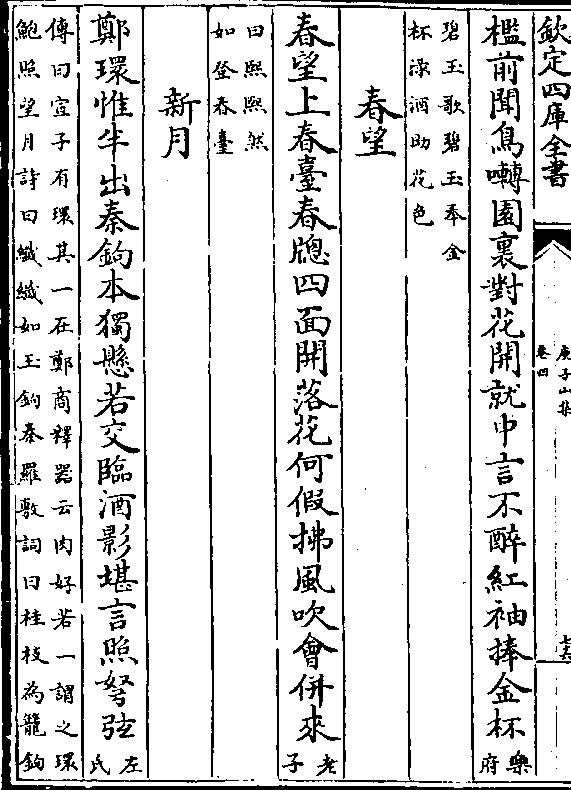 欽定四庫全書
庾子山集
卷四
檻前聞鳥囀園裏對花開就中言不醉紅袖捧金杯樂府
碧玉歌碧玉奉金
杯淥酒助花色
春望
春望上春臺春牕四面開落花何假拂風吹會併來老子
曰熙熙然
如登春臺
新月
鄭環惟半出秦鉤本獨懸若交臨酒影堪言照弩弦左氏
傳曰宣子有環其一在鄭商釋器云肉好若一謂之環
鮑照望月詩曰纖纖如玉鉤秦羅敷詞曰桂枝為籠鉤